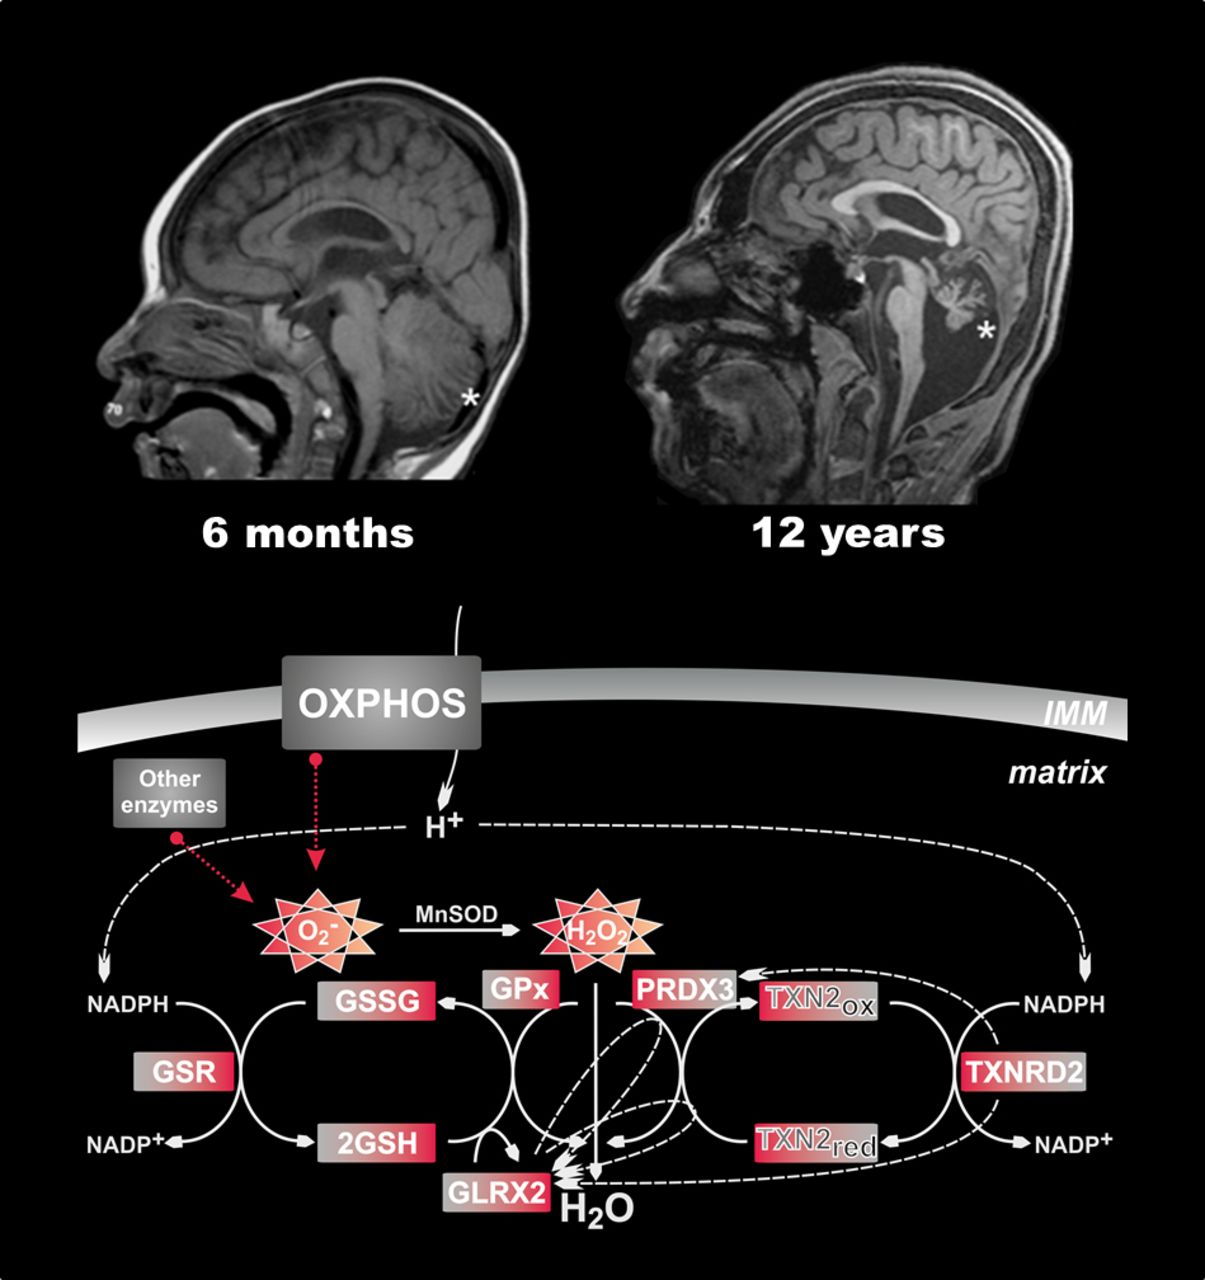 70
*
*
6 months
12 years
OXPHOS
IMM
matrix
Other
enzymes
H⁺
O₂⁻
MnSOD
H₂O₂
NADPH
GSSG
GPx
PRDX3
TXN2ox
NADPH
GSR
TXNRD2
NADP⁺
2GSH
TXN2red
NADP⁺
GLRX2
H₂O